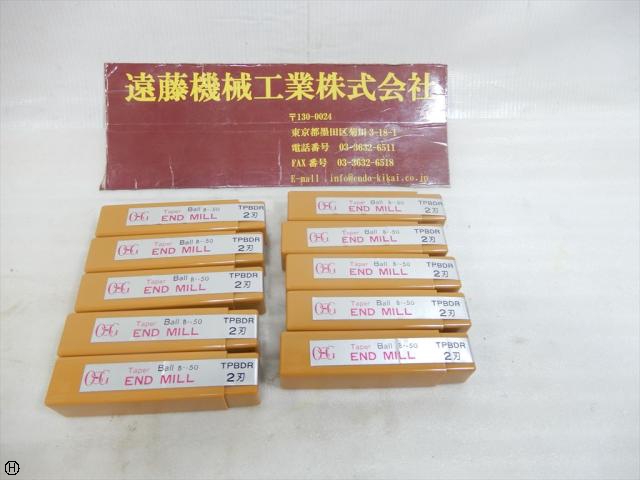 遠藤機械工業株式会社
〒130-0024
東京都墨田区菊川3-18-1
電話番号 03-3632-6511
FAX番号 03-3632-6518
E-mall .info@endo-kikai.co.jp
OSG Taper Ball 8-50 TPBDR
END MILL 2刃
OSG Taper Ball 8-50 TPBDR
END MILL 2刃
OSG Taper Ball 8-50 TPBDR
END MILL 2刃
OSG Taper Ball 8-50 TPBDR
END MILL 2刃
OSG Taper Ball 8-50 TPBDR
END MILL 2刃
OSG Taper Ball 8-50 TPBDR
END MILL 2刃
OSG Taper Ball 8-50 TPBDR
END MILL 2刃
OSG Taper Ball 8-50 TPBDR
END MILL 2刃
OSG Taper Ball 8-50 TPBDR
END MILL 2刃
OSG Taper Ball 8-50 TPBDR
END MILL 2刃
H